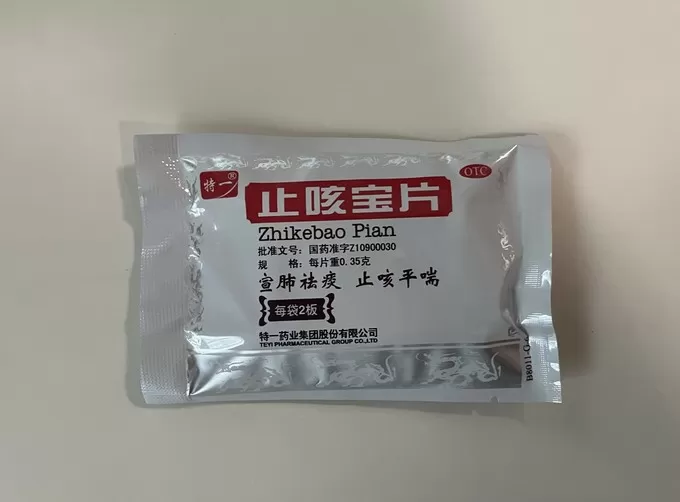 特一®
OTC
止咳宝片
Zhikebao Pian
批准文号：国药准字Z10900030
规　　格：每片重0.35克
宣肺祛痰 止咳平喘
每袋2板
特一药业集团股份有限公司
TEYI PHARMACEUTICAL GROUP CO.,LTD